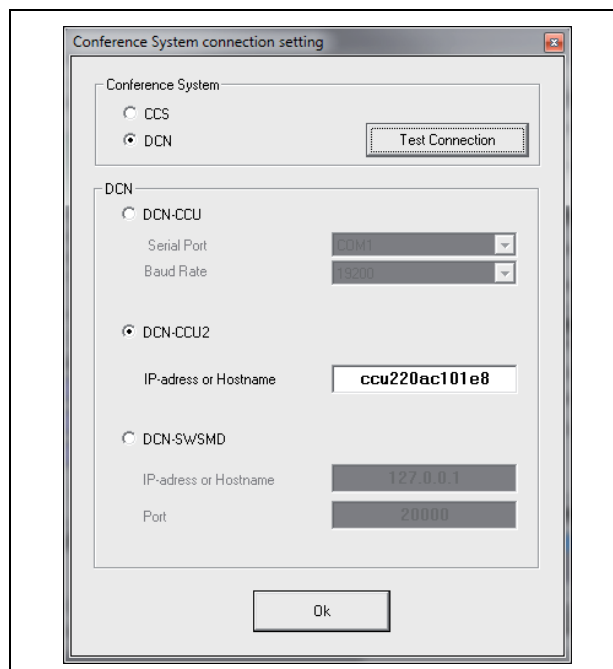 Conference System connection setting
Conference System
CCS
DCN
Test Connection
DCN
DCN-CCU
Serial Port
COM1
Baud Rate
19200
DCN-CCU2
IP-adress or Hostname
ccu220ac101e8
DCN-SWSMD
IP-adress or Hostname
127.0.0.1
Port
20000
Ok